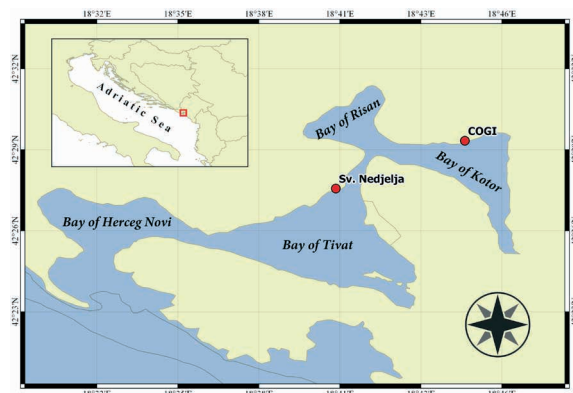 18°32'E 18°35'E 18°38'E 18°41'E 18°43'E 18°46'E
42°32'N
Adriatic Sea
Bay of Risan
COGI
42°29'N
Bay of Kotor
Sv. Nedjelja
Bay of Herceg Novi
42°26'N
Bay of Tivat
42°23'N